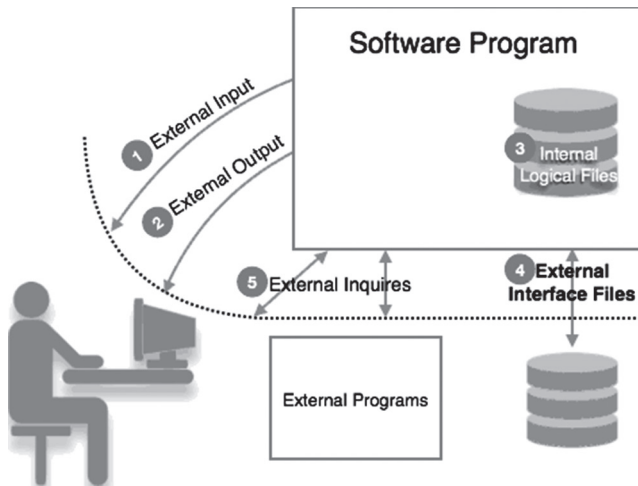 Software Program
1 External Input
2 External Output
3 Internal
Logical Files
5 External Inquires
4 External
Interface Files
External Programs